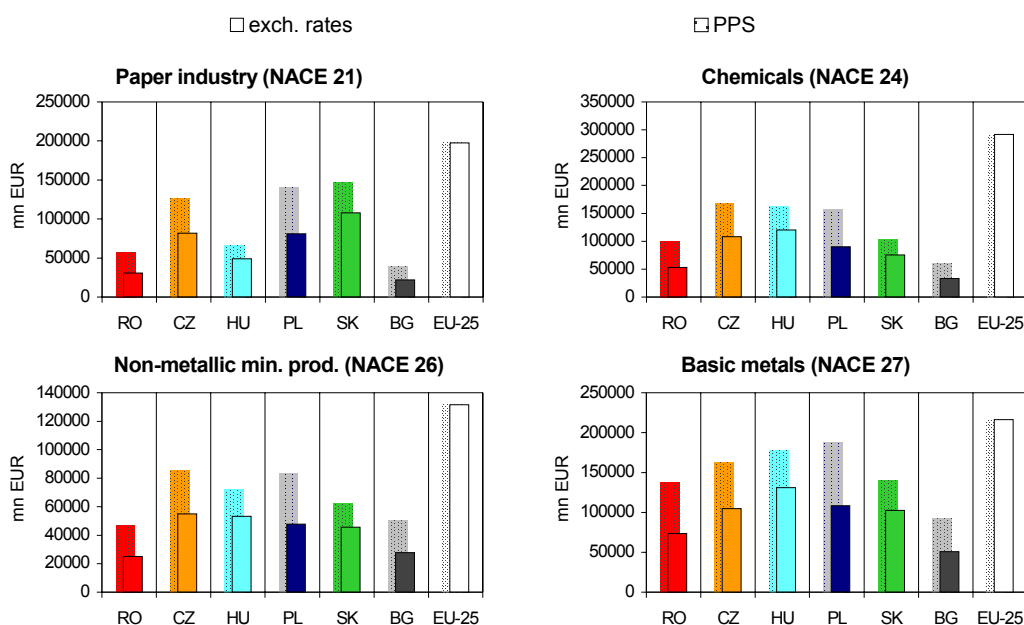 exch. rates
PPS
Paper industry (NACE 21)
250000
200000
150000
100000
50000
0
mn EUR
RO CZ HU PL SK BG EU-25
Chemicals (NACE 24)
350000
300000
250000
200000
150000
100000
50000
0
mn EUR
RO CZ HU PL SK BG EU-25
Non-metallic min. prod. (NACE 26)
140000
120000
100000
80000
60000
40000
20000
0
mn EUR
RO CZ HU PL SK BG EU-25
Basic metals (NACE 27)
250000
200000
150000
100000
50000
0
mn EUR
RO CZ HU PL SK BG EU-25